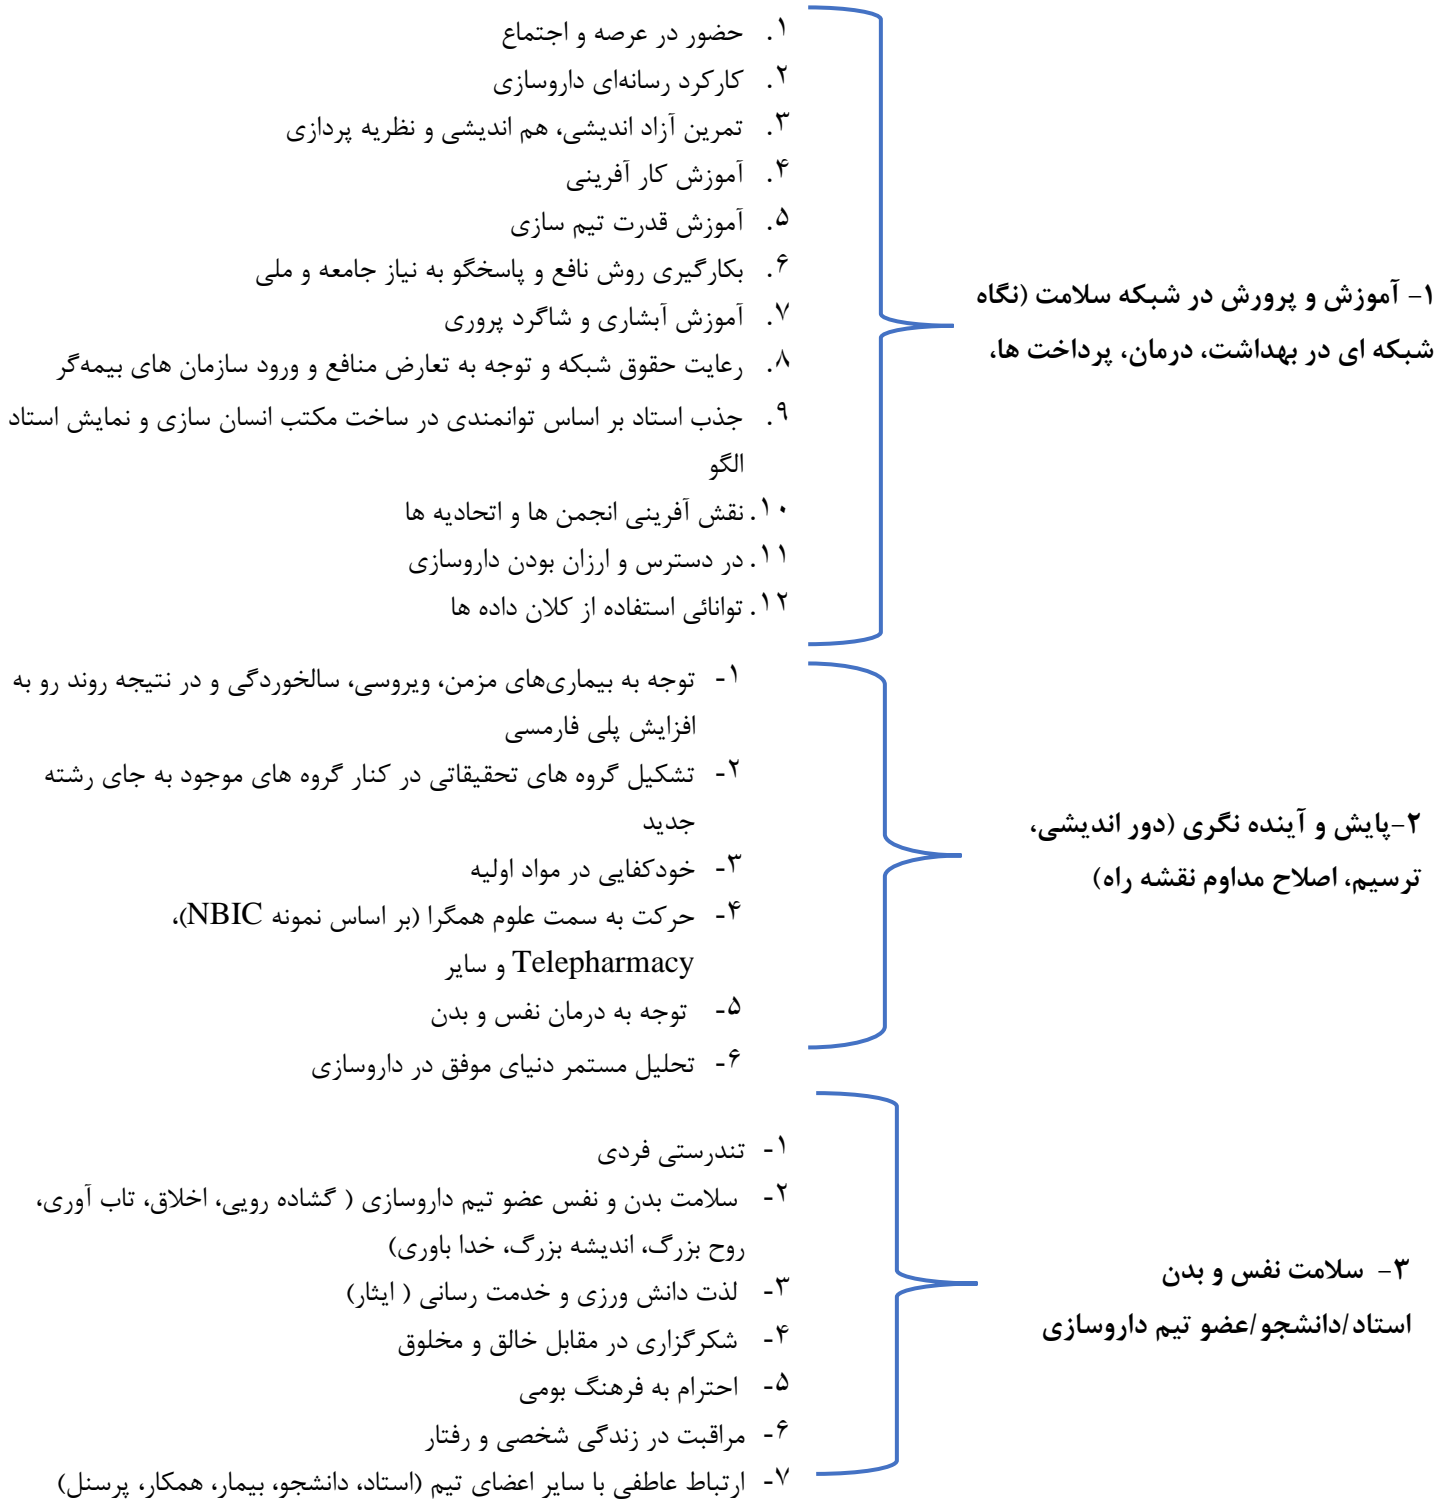 ۱- آموزش و پرورش در شبکه سلامت (نگاه
شبکه ای در بهداشت، درمان، پرداخت ها،
۱. حضور در عرصه و اجتماع
۲. کارکرد رسانه‌ای داروسازی
۳. تمرین آزاد اندیشی، هم اندیشی و نظریه پردازی
۴. آموزش کار آفرینی
۵. آموزش قدرت تیم سازی
۶. بکارگیری روش نافع و پاسخگو به نیاز جامعه و ملی
۷. آموزش آبشاری و شاگرد پروری
۸. رعایت حقوق شبکه و توجه به تعارض منافع و ورود سازمان های بیمه‌گر
۹. جذب استاد بر اساس توانمندی در ساخت مکتب انسان سازی و نمایش استاد
الگو
۱۰. نقش آفرینی انجمن ها و اتحادیه ها
۱۱. در دسترس و ارزان بودن داروسازی
۱۲. توانائی استفاده از کلان داده ها
۲-پایش و آینده نگری (دور اندیشی،
ترسیم، اصلاح مداوم نقشه راه)
۱- توجه به بیماری‌های مزمن، ویروسی، سالخوردگی و در نتیجه روند رو به
افزایش پلی فارمسی
۲- تشکیل گروه های تحقیقاتی در کنار گروه های موجود به جای رشته
جدید
۳- خودکفایی در مواد اولیه
۴- حرکت به سمت علوم همگرا (بر اساس نمونه NBIC)،
Telepharmacy و سایر
۵- توجه به درمان نفس و بدن
۶- تحلیل مستمر دنیای موفق در داروسازی
۳- سلامت نفس و بدن
استاد/دانشجو/عضو تیم داروسازی
۱- تندرستی فردی
۲- سلامت بدن و نفس عضو تیم داروسازی ( گشاده رویی، اخلاق، تاب آوری،
روح بزرگ، اندیشه بزرگ، خدا باوری)
۳- لذت دانش ورزی و خدمت رسانی ( ایثار)
۴- شکرگزاری در مقابل خالق و مخلوق
۵- احترام به فرهنگ بومی
۶- مراقبت در زندگی شخصی و رفتار
۷- ارتباط عاطفی با سایر اعضای تیم (استاد، دانشجو، بیمار، همکار، پرسنل)